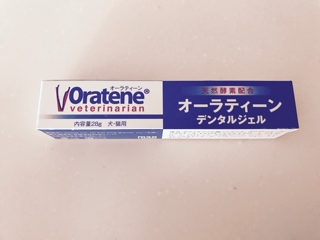 オーラティーン
Oratene®
veterinarian
内容量28g 犬・猫用
天然酵素配合
オーラティーン
デンタルジェル